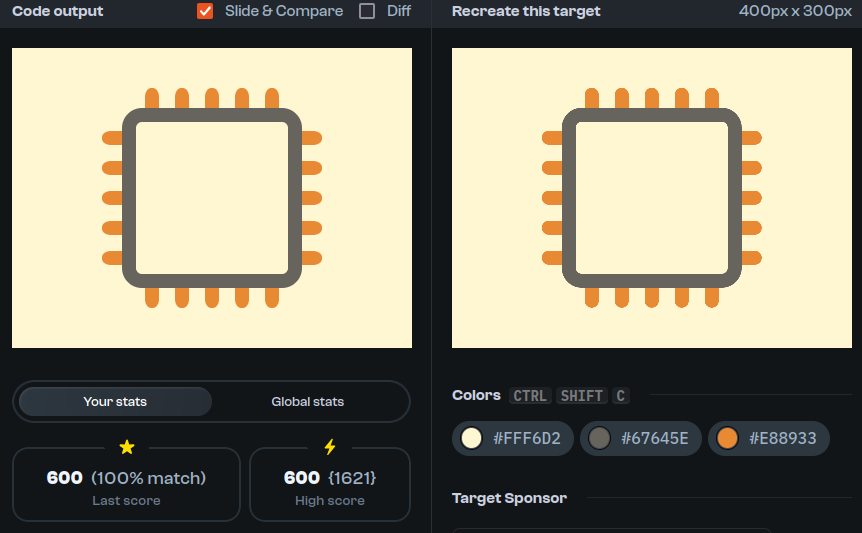 Code output
Slide & Compare
Diff
Recreate this target
400px x 300px
Your stats
Global stats
600 (100% match)
Last score
600 {1621}
High score
Colors CTRL SHIFT C
#FFF6D2
#67645E
#E88933
Target Sponsor